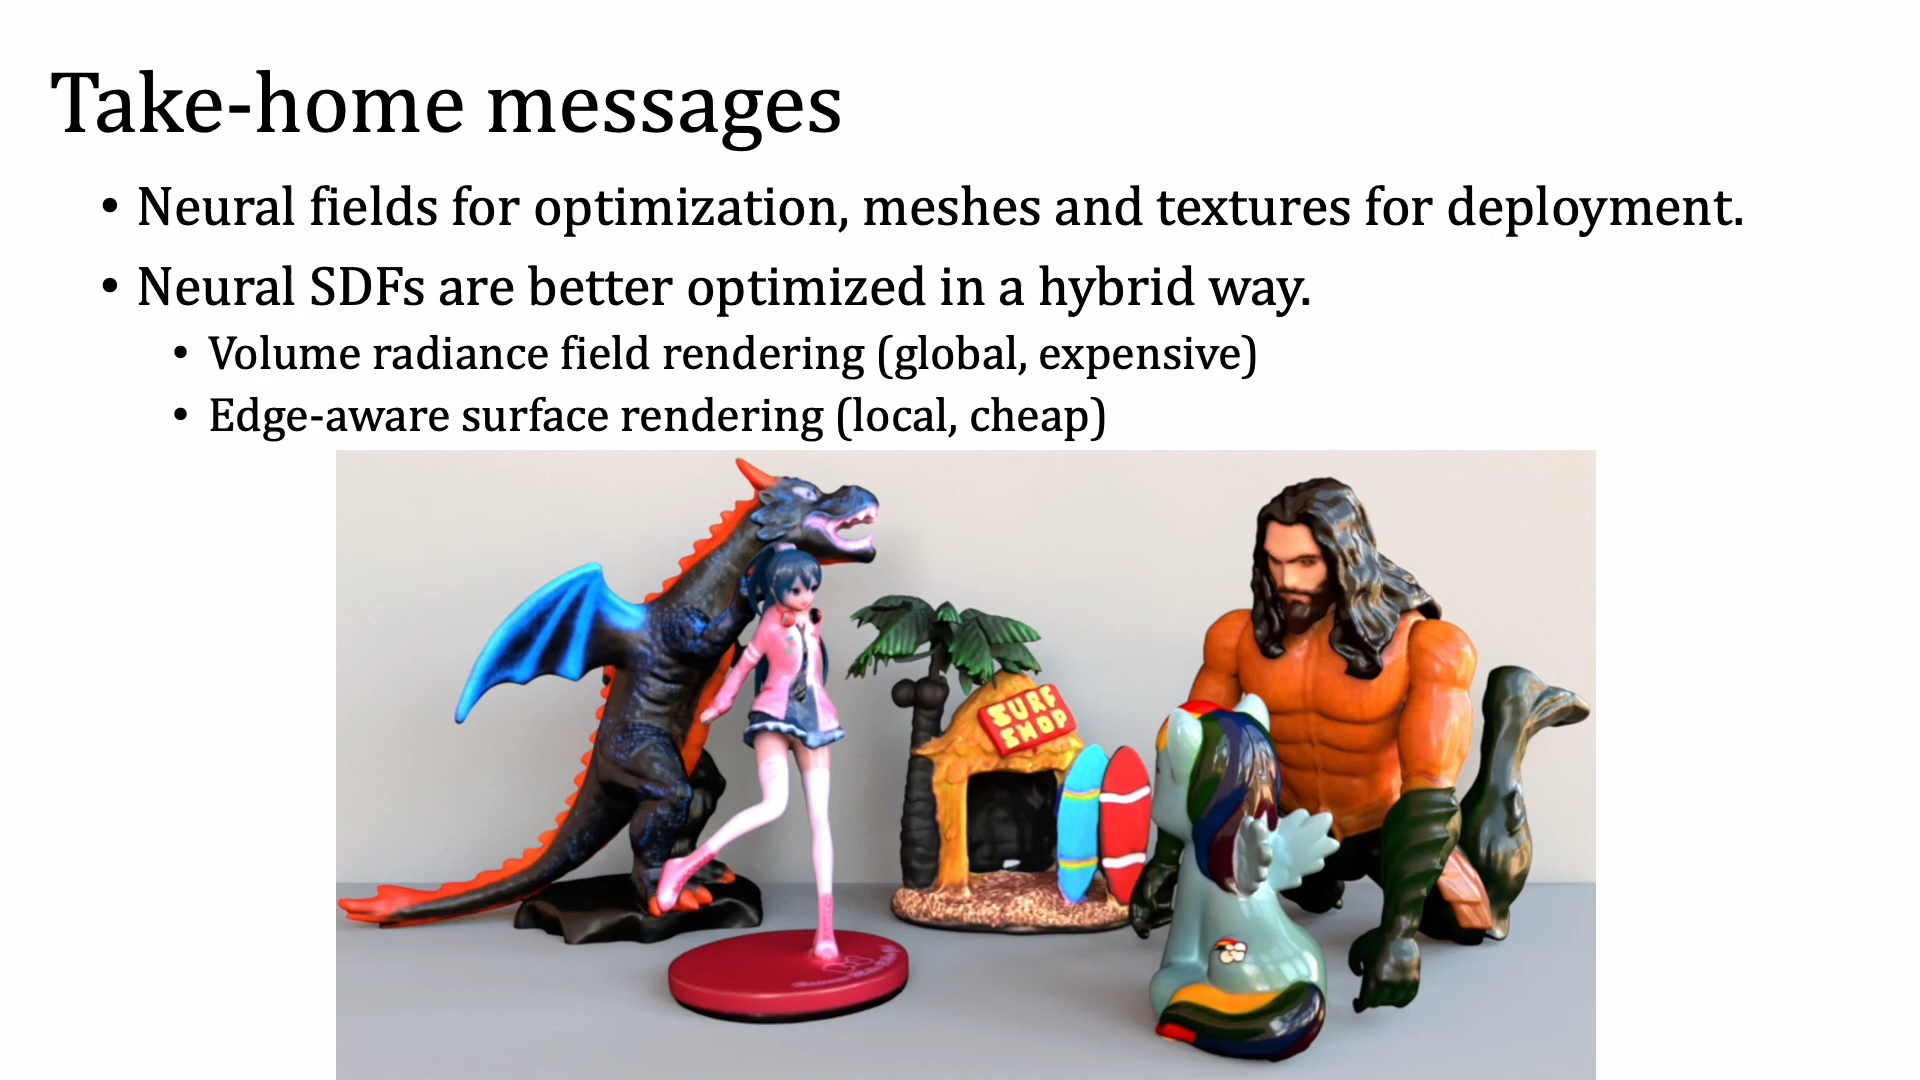 Take-home messages
• Neural fields for optimization, meshes and textures for deployment.
• Neural SDFs are better optimized in a hybrid way.
• Volume radiance field rendering (global, expensive)
• Edge-aware surface rendering (local, cheap)
SURF
SHOP